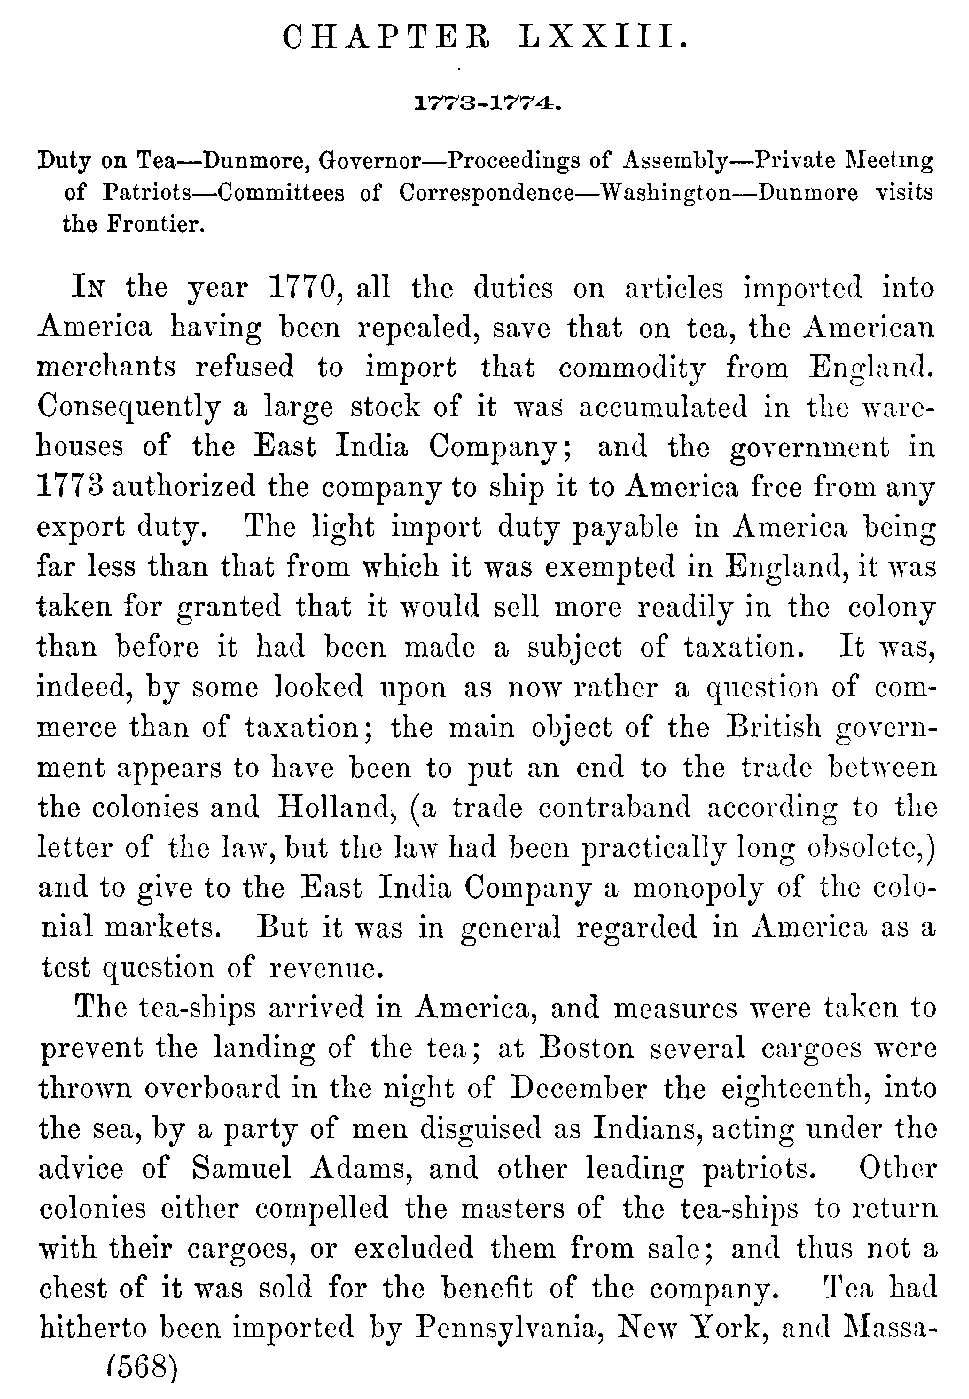 CHAPTER LXXIII.
1773-1774.
Duty on Tea—Dunmore, Governor—Proceedings of Assembly—Private Meeting
of Patriots—Committees of Correspondence—Washington—Dunmore visits
the Frontier.
In the year 1770, all the duties on articles imported into
America having been repealed, save that on tea, the American
merchants refused to import that commodity from England.
Consequently a large stock of it was accumulated in the ware-
houses of the East India Company; and the government in
1773 authorized the company to ship it to America free from any
export duty. The light import duty payable in America being
far less than that from which it was exempted in England, it was
taken for granted that it would sell more readily in the colony
than before it had been made a subject of taxation. It was,
indeed, by some looked upon as now rather a question of com-
merce than of taxation; the main object of the British govern-
ment appears to have been to put an end to the trade between
the colonies and Holland, (a trade contraband according to the
letter of the law, but the law had been practically long obsolete,)
and to give to the East India Company a monopoly of the colo-
nial markets. But it was in general regarded in America as a
test question of revenue.
The tea-ships arrived in America, and measures were taken to
prevent the landing of the tea; at Boston several cargoes were
thrown overboard in the night of December the eighteenth, into
the sea, by a party of men disguised as Indians, acting under the
advice of Samuel Adams, and other leading patriots. Other
colonies either compelled the masters of the tea-ships to return
with their cargoes, or excluded them from sale; and thus not a
chest of it was sold for the benefit of the company. Tea had
hitherto been imported by Pennsylvania, New York, and Massa-
(568)